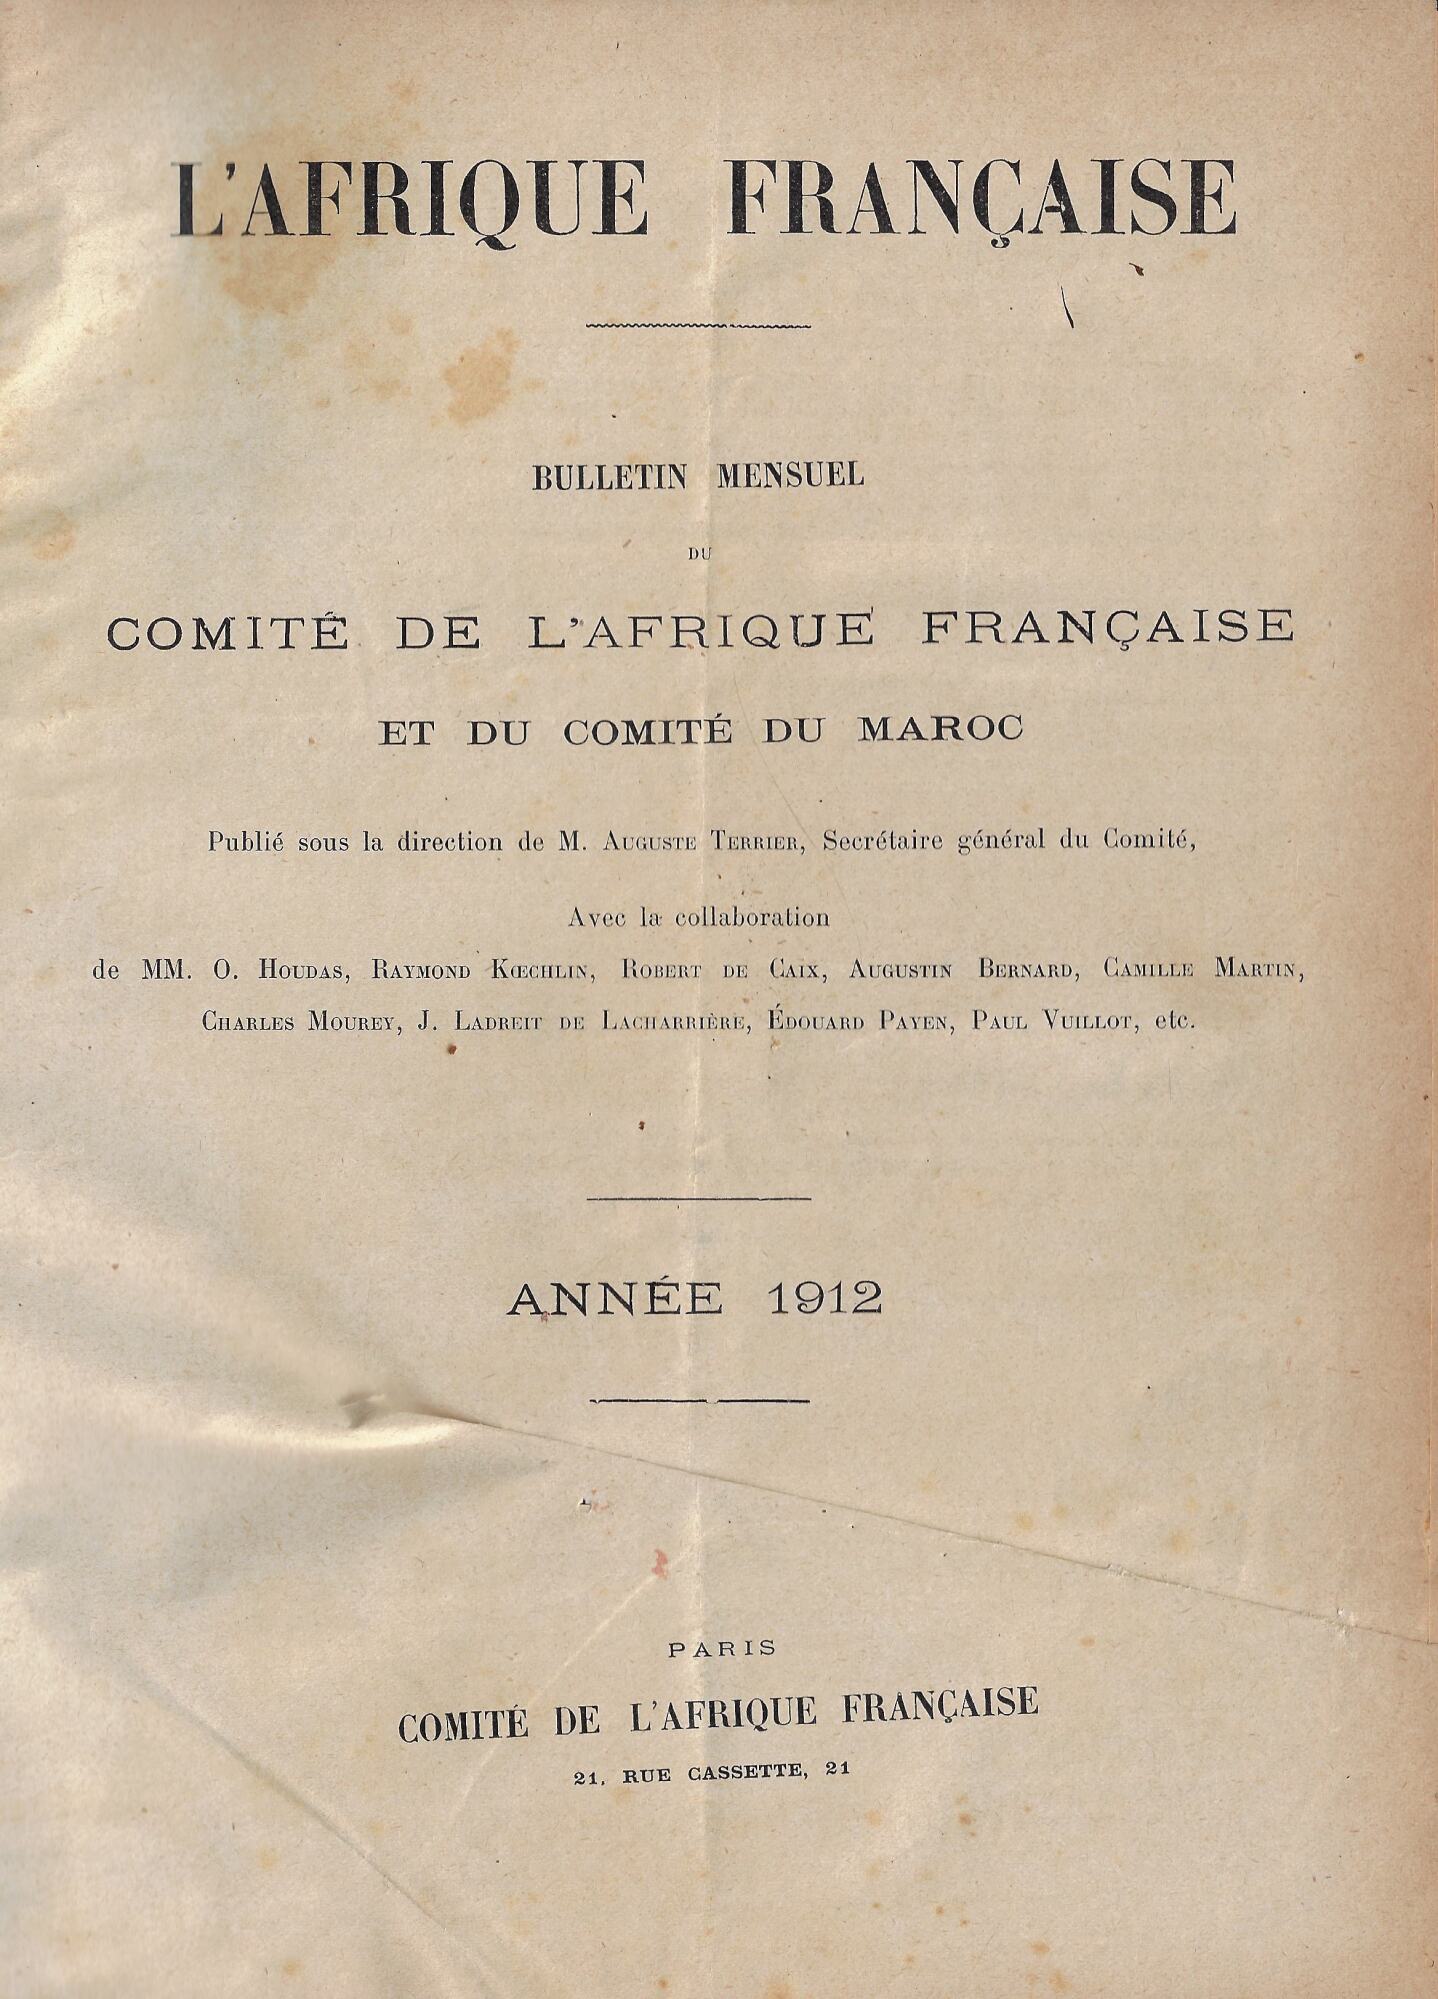 L'AFRIQUE FRANÇAISE
BULLETIN MENSUEL
DU
COMITÉ DE L'AFRIQUE FRANÇAISE
ET DU COMITÉ DU MAROC
Publié sous la direction de M. AUGUSTE TERRIER, Secrétaire général du Comité,
Avec la collaboration
de MM. O. HOUDAS, RAYMOND KŒCHLIN, ROBERT DE CAIX, AUGUSTIN BERNARD, CAMILLE MARTIN,
CHARLES MOUREY, J. LADREIT DE LACHARRIÈRE, ÉDOUARD PAYEN, PAUL VUILLOT, etc.
ANNÉE 1912
PARIS
COMITÉ DE L'AFRIQUE FRANÇAISE
21, RUE CASSETTE, 21